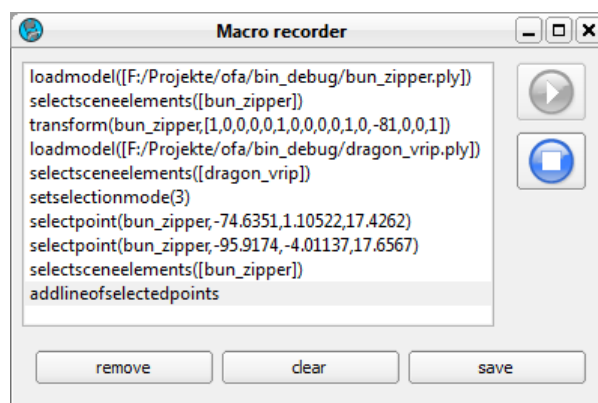 Macro recorder
loadmodel([F:/Projekte/ofa/bin_debug/bun_zipper.ply])
selectsceneelements([bun_zipper])
transform(bun_zipper,[1,0,0,0,0,1,0,0,0,0,1,0,-81,0,0,1])
loadmodel([F:/Projekte/ofa/bin_debug/dragon_vrip.ply])
selectsceneelements([dragon_vrip])
setselectionmode(3)
selectpoint(bun_zipper,-74.6351,1.10522,17.4262)
selectpoint(bun_zipper,-95.9174,-4.01137,17.6567)
selectsceneelements([bun_zipper])
addlineofselectedpoints
remove clear save